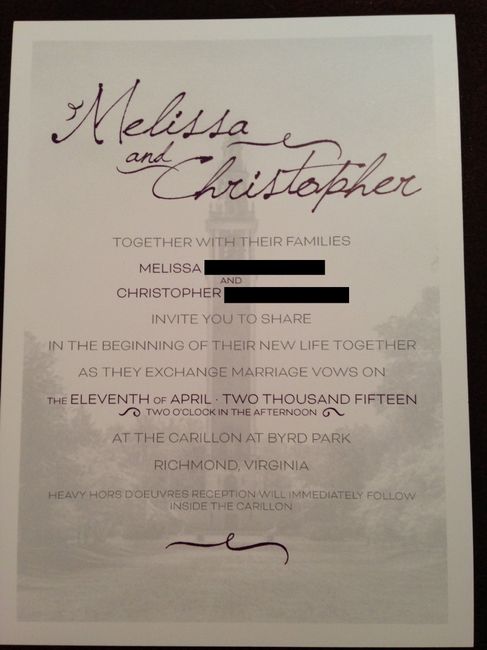 Melissa
and
Christopher
TOGETHER WITH THEIR FAMILIES
MELISSA
AND
CHRISTOPHER
INVITE YOU TO SHARE
IN THE BEGINNING OF THEIR NEW LIFE TOGETHER
AS THEY EXCHANGE MARRIAGE VOWS ON
THE ELEVENTH OF APRIL · TWO THOUSAND FIFTEEN
TWO O'CLOCK IN THE AFTERNOON
AT THE CARILLON AT BYRD PARK
RICHMOND, VIRGINIA
HEAVY HORS D'OEUVRES RECEPTION WILL IMMEDIATELY FOLLOW
INSIDE THE CARILLON